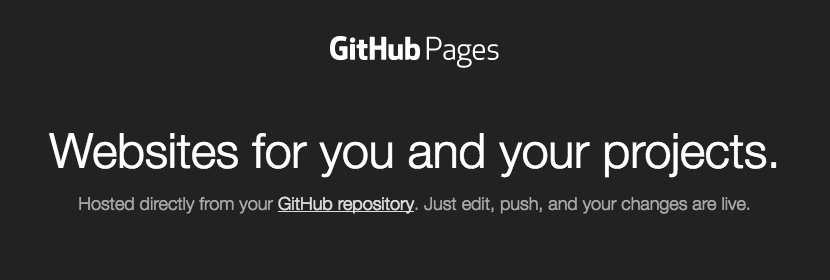 GitHub Pages
Websites for you and your projects.
Hosted directly from your GitHub repository. Just edit, push, and your changes are live.